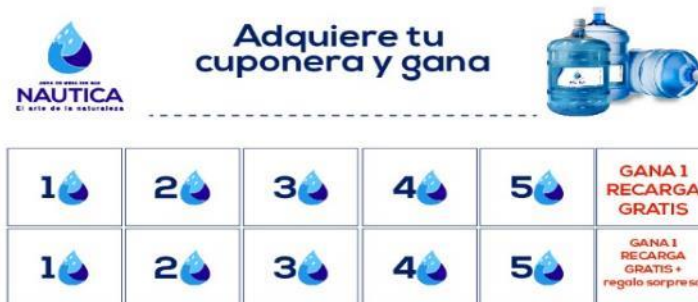 Adquiere tu
cuponera y gana
NAUTICA
El arte de la naturaleza
1 2 3 4 5 GANA 1
RECARGA
GRATIS
1 2 3 4 5 GANA 1
RECARGA
GRATIS +
regalo sorpresa